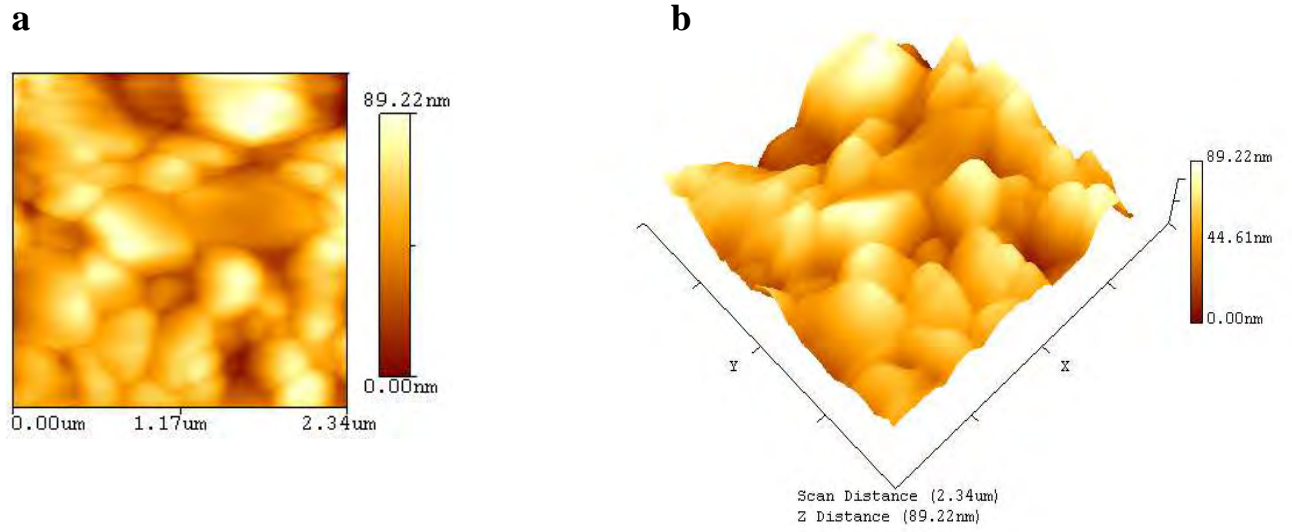 a
89.22nm
0.00nm
0.00um 1.17um 2.34um
b
89.22nm
44.61nm
0.00nm
Y
X
Scan Distance (2.34um)
Z Distance (89.22nm)